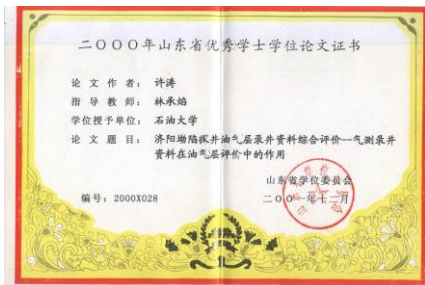 二〇〇〇年山东省优秀学士学位论文证书
论文作者：许涛
指导教师：林承焰
学位授予单位：石油大学
论文题目：济阳坳陷探井油气层录井资料综合评价--气测录井
资料在油气层评价中的作用
山东省学位委员会
编号：2000X028
二〇〇一年十二月